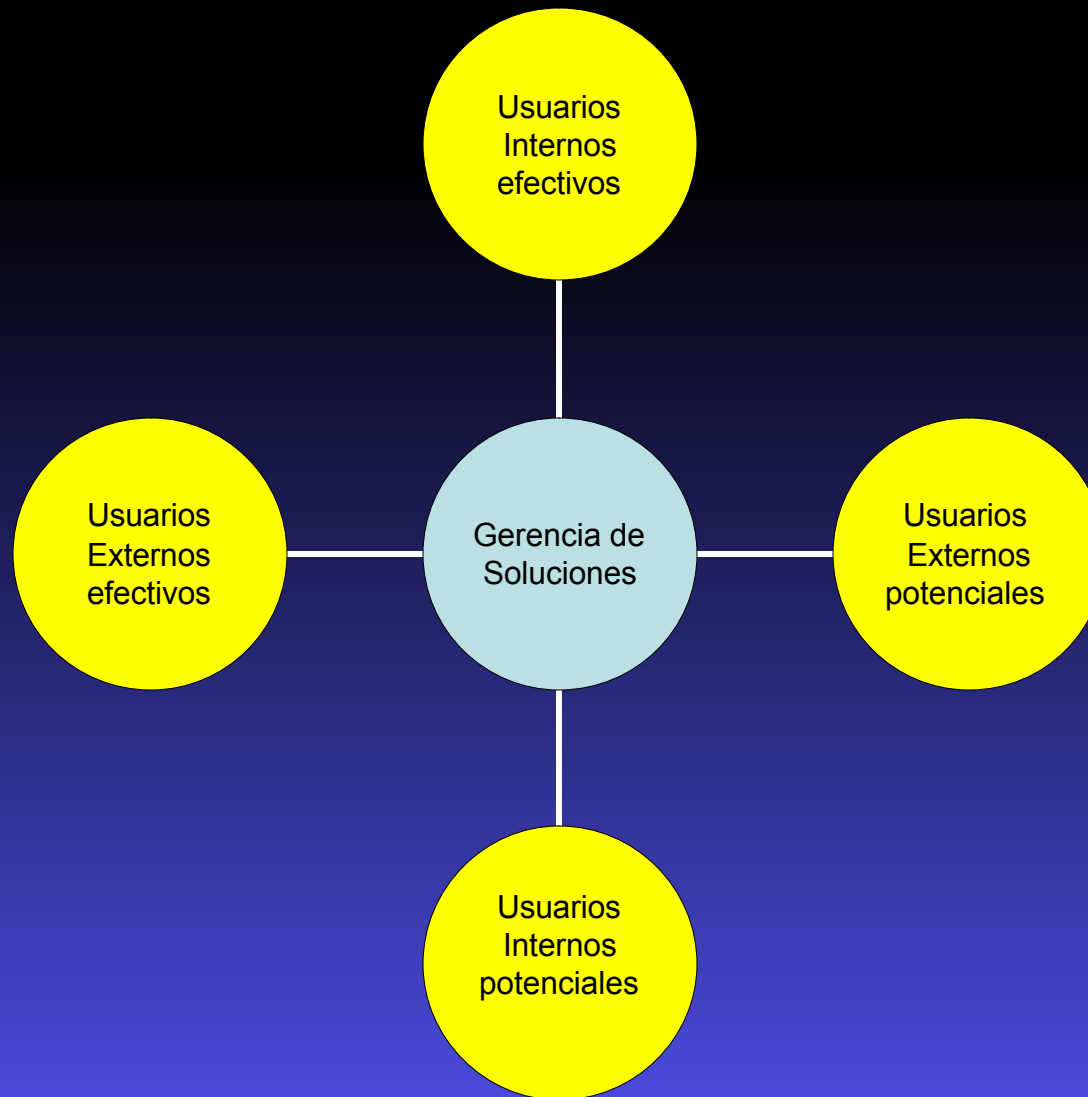 Usuarios
Internos
efectivos
Usuarios
Externos
efectivos
Gerencia de
Soluciones
Usuarios
Externos
potenciales
Usuarios
Internos
potenciales